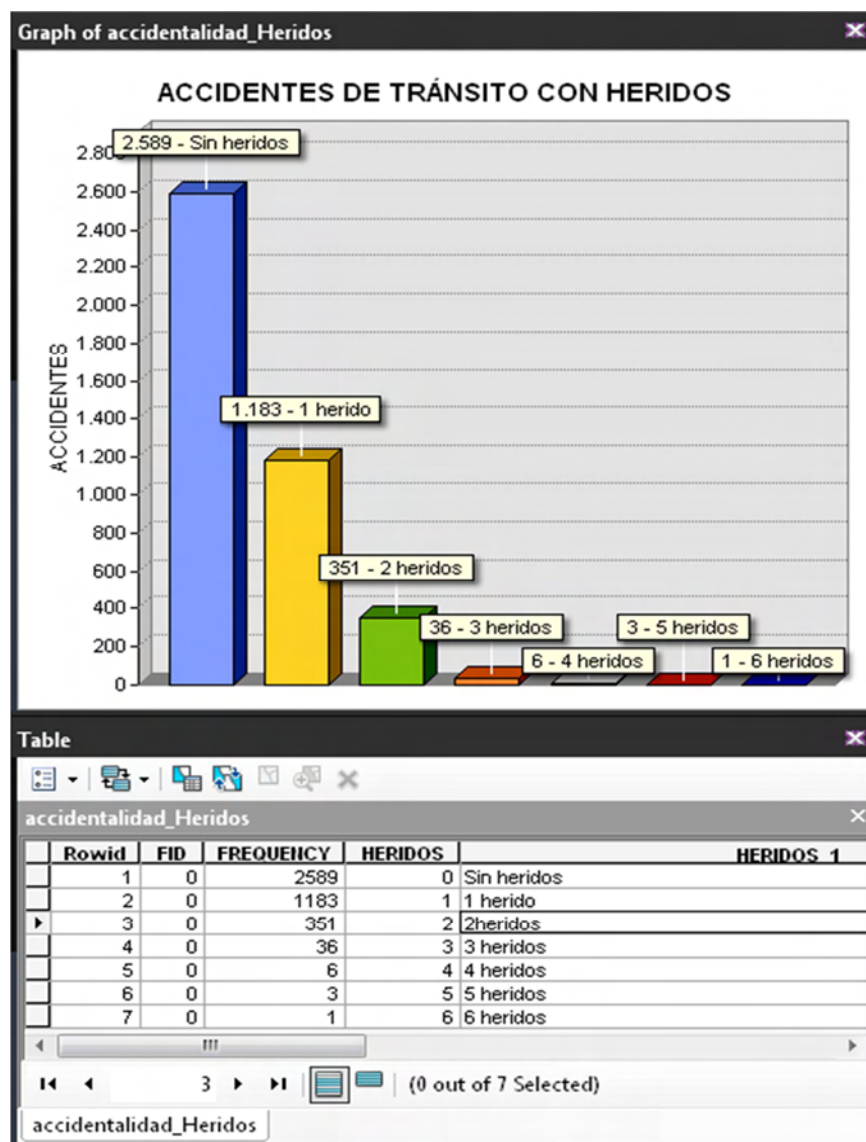 Graph of accidentalidad_Heridos
ACCIDENTES DE TRÁNSITO CON HERIDOS
2.589 - Sin heridos
2.600
2.400
2.200
2.000
1.800
1.600
1.400
1.200
1.000
800
600
400
200
0
ACCIDENTES
1.183 - 1 herido
351 - 2 heridos
36 - 3 heridos
3 - 5 heridos
6 - 4 heridos
1 - 6 heridos
Table
accidentalidad_Heridos
Rowid FID FREQUENCY HERIDOS HERIDOS_1
1 0 2589 0 Sin heridos
2 0 1183 1 1 herido
3 0 351 2 2heridos
4 0 36 3 3 heridos
5 0 6 4 4 heridos
6 0 3 5 5 heridos
7 0 1 6 6 heridos
3 (0 out of 7 Selected)
accidentalidad_Heridos